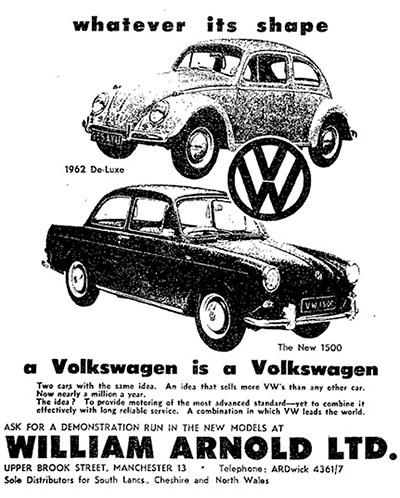 whatever its shape
1962 De-Luxe
VW
VW 1500
The New 1500
a Volkswagen is a Volkswagen
Two cars with the same idea. An idea that sells more VW's than any other car.
Now nearly a million a year.
The idea? To provide motoring of the most advanced standard—yet to combine it
effectively with long reliable service. A combination in which VW leads the world.
ASK FOR A DEMONSTRATION RUN IN THE NEW MODELS AT
WILLIAM ARNOLD LTD.
UPPER BROOK STREET, MANCHESTER 13 • Telephone: ARDwick 4361/7
Sole Distributors for South Lancs., Cheshire and North Wales